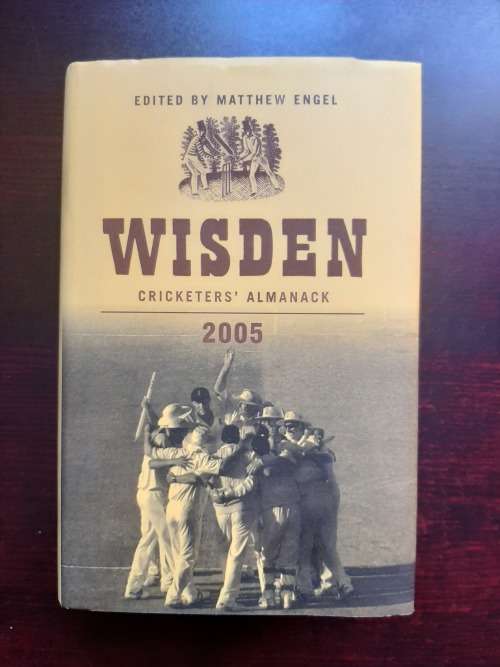 EDITED BY MATTHEW ENGEL
WISDEN
CRICKETERS' ALMANACK
2005